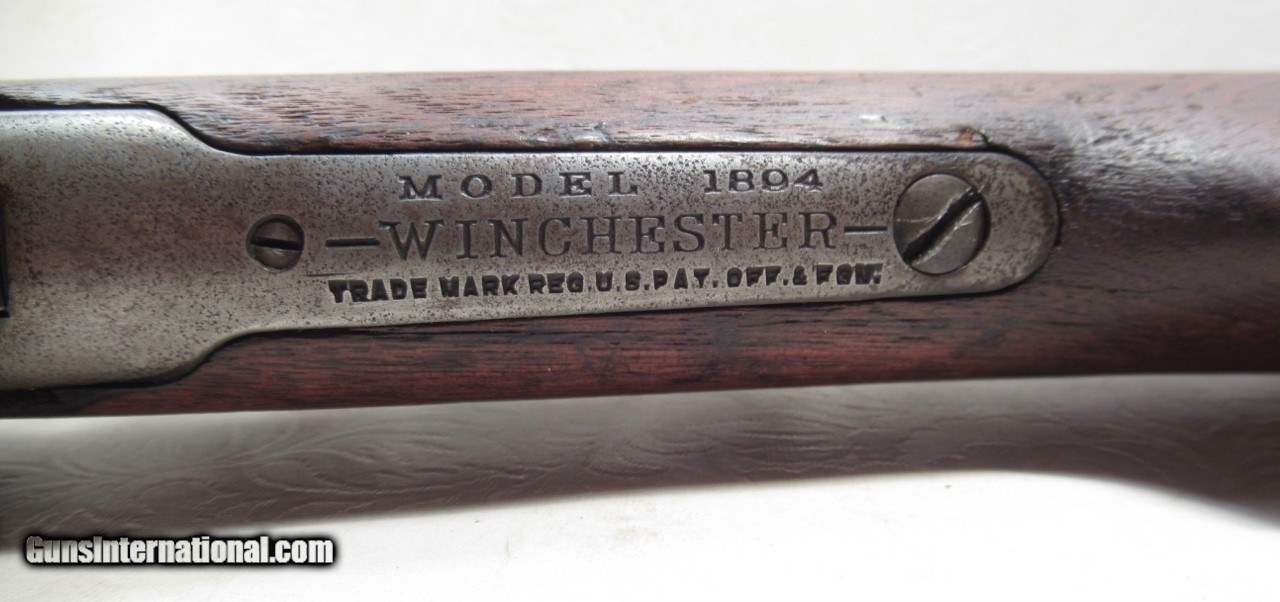 MODEL 1894
—WINCHESTER—
TRADE MARK REG. U.S. PAT. OFF. & FGN.
GunsInternational.com